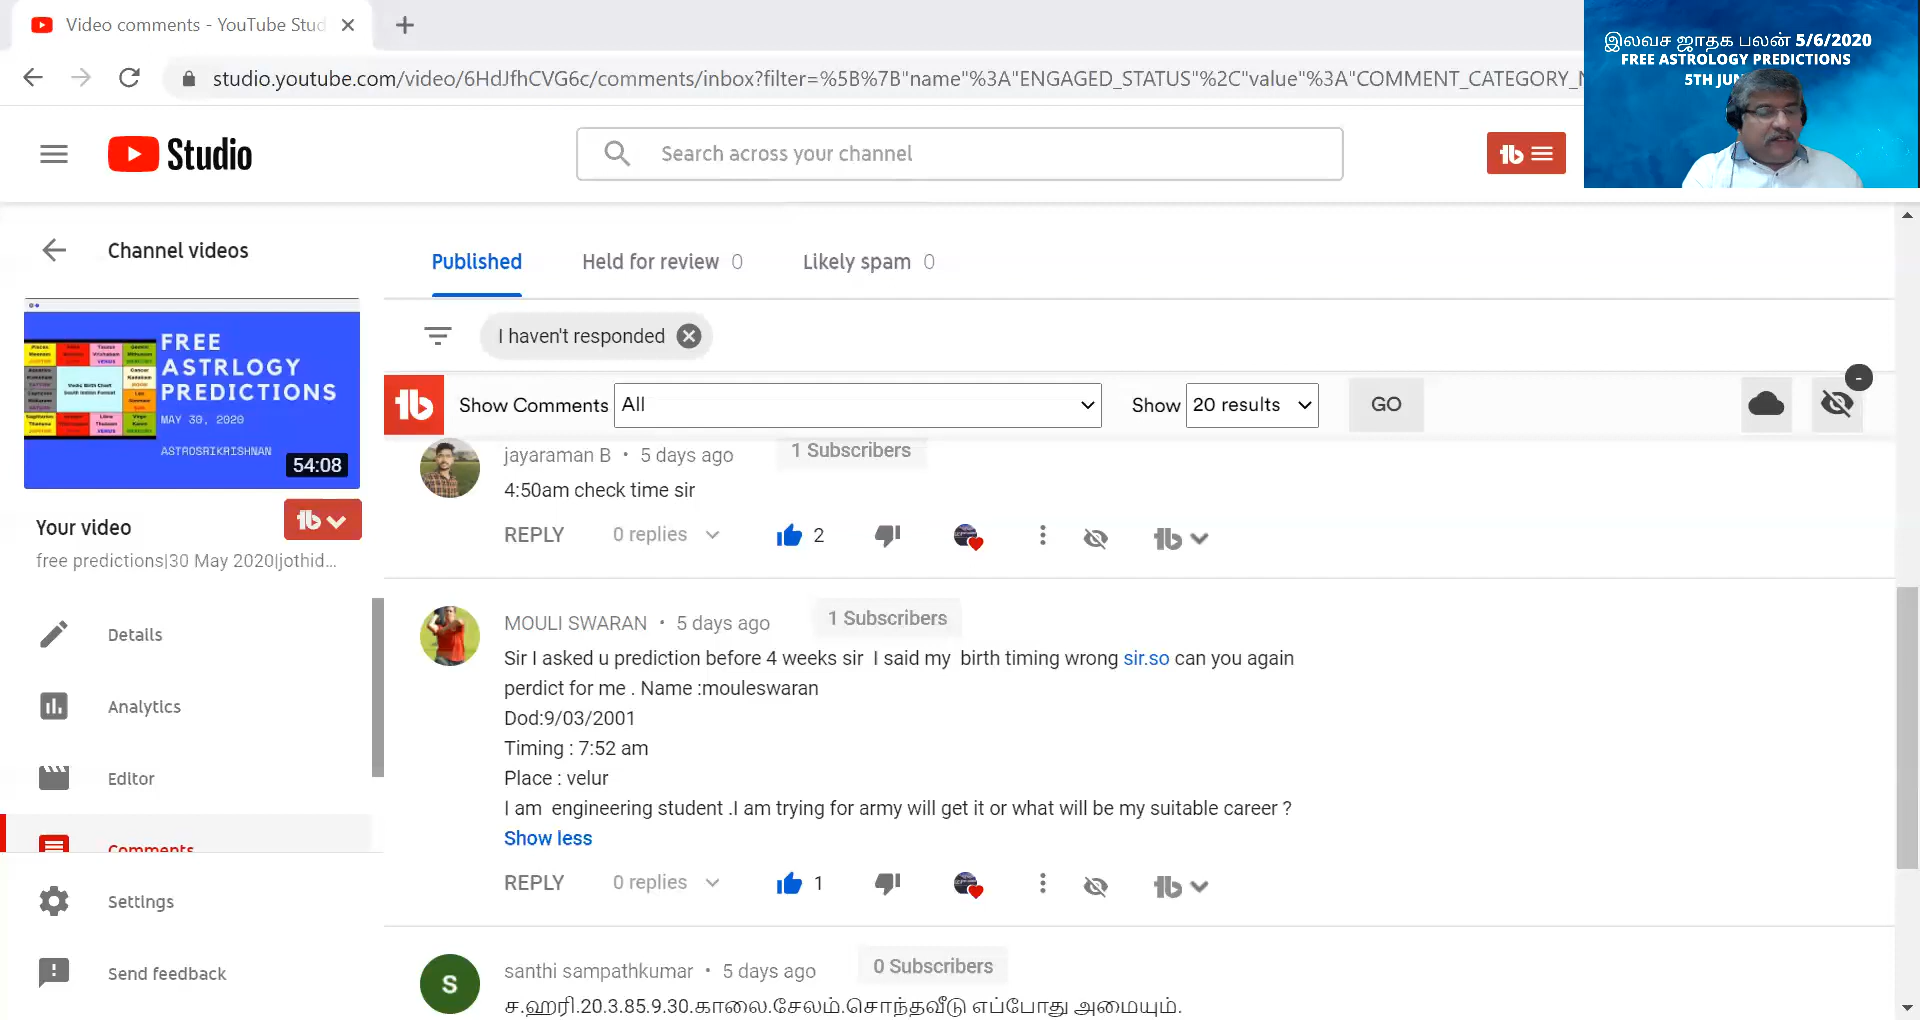 Video comments - YouTube Stud
studio.youtube.com/video/6HdJfhCVG6c/comments/inbox?filter=%5B%7B"name"%3A"ENGAGED_STATUS"%2C"value"%3A"COMMENT_CATEGORY_N
இலவச ஜாதக பலன் 5/6/2020
FREE ASTROLOGY PREDICTIONS
5TH JUN
Studio
Search across your channel
Channel videos
Published
Held for review 0
Likely spam 0
FREE
ASTRLOGY
PREDICTIONS
MAY 30, 2020
ASTROSRIKRISHNAN
54:08
I haven't responded
Show Comments All
Show 20 results
GO
Your video
free predictions|30 May 2020|jothid...
Details
Analytics
Editor
Comments
Settings
Send feedback
jayaraman B • 5 days ago
1 Subscribers
4:50am check time sir
REPLY 0 replies 2
MOULI SWARAN • 5 days ago
1 Subscribers
Sir I asked u prediction before 4 weeks sir I said my birth timing wrong sir.so can you again
perdict for me . Name :mouleswaran
Dod:9/03/2001
Timing : 7:52 am
Place : velur
I am engineering student .I am trying for army will get it or what will be my suitable career ?
Show less
REPLY 0 replies 1
S
santhi sampathkumar • 5 days ago
0 Subscribers
ச.ஹரி.20.3.85.9.30.காலை.சேலம்.சொந்தவீடு எப்போது அமையும்.